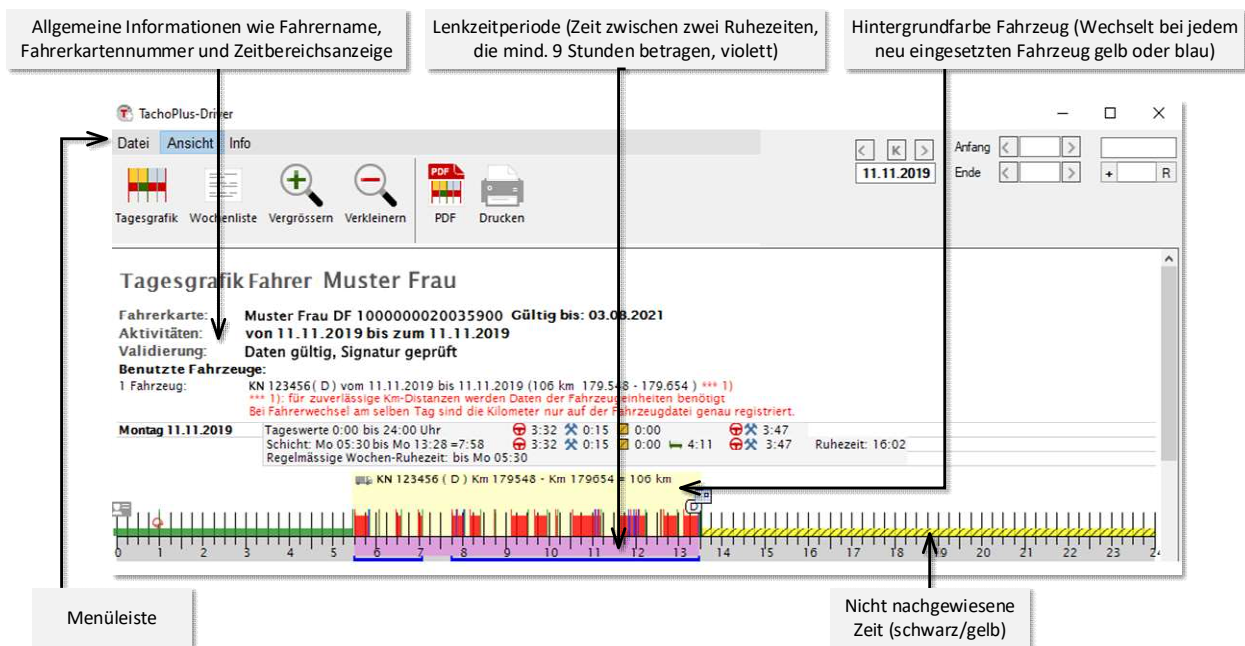 Allgemeine Informationen wie Fahrername,
Fahrerkartennummer und Zeitbereichsanzeige
Lenkzeitperiode (Zeit zwischen zwei Ruhezeiten,
die mind. 9 Stunden betragen, violett)
Hintergrundfarbe Fahrzeug (Wechselt bei jedem
neu eingesetzten Fahrzeug gelb oder blau)
TachoPlus-Driver
Datei Ansicht Info
< K > Anfang < >
11.11.2019 Ende < > + R
Tagesgrafik Wochenliste Vergrössern Verkleinern PDF Drucken
PDF
Tagesgrafik Fahrer Muster Frau
Fahrerkarte: Muster Frau DF 1000000020035900 Gültig bis: 03.08.2021
Aktivitäten: von 11.11.2019 bis zum 11.11.2019
Validierung: Daten gültig, Signatur geprüft
Benutzte Fahrzeuge:
1 Fahrzeug: KN 123456( D ) vom 11.11.2019 bis 11.11.2019 (106 km 179.548 - 179.654 ) *** 1)
*** 1): für zuverlässige Km-Distanzen werden Daten der Fahrzeugeinheiten benötigt
Bei Fahrerwechsel am selben Tag sind die Kilometer nur auf der Fahrzeugdatei genau registriert.
Montag 11.11.2019 Tageswerte 0:00 bis 24:00 Uhr 3:32 0:15 0:00 3:47
Schicht: Mo 05:30 bis Mo 13:28 =7:58 3:32 0:15 0:00 4:11 3:47 Ruhezeit: 16:02
Regelmässige Wochen-Ruhezeit: bis Mo 05:30
KN 123456 ( D ) Km 179548 - Km 179654 = 106 km
D
0 1 2 3 4 5 6 7 8 9 10 11 12 13 14 15 16 17 18 19 20 21 22 23
Menüleiste
Nicht nachgewiesene
Zeit (schwarz/gelb)